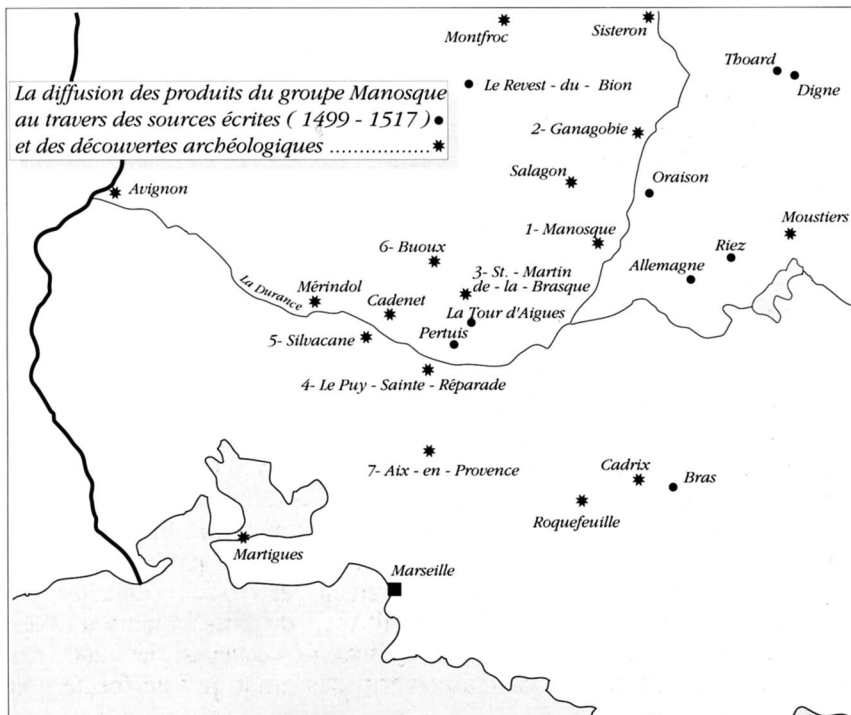 Montfroc
Sisteron
Thoard
Digne
Le Revest - du - Bion
La diffusion des produits du groupe Manosque
au travers des sources écrites ( 1499 - 1517 )
et des découvertes archéologiques ..................
2- Ganagobie
Salagon
Oraison
Avignon
1- Manosque
Moustiers
6- Buoux
Riez
Allemagne
3- St. - Martin
de - la - Brasque
La Durance
Mérindol
Cadenet
La Tour d'Aigues
Pertuis
5- Silvacane
4- Le Puy - Sainte - Réparade
7- Aix - en - Provence
Cadrix
Bras
Roquefeuille
Martigues
Marseille